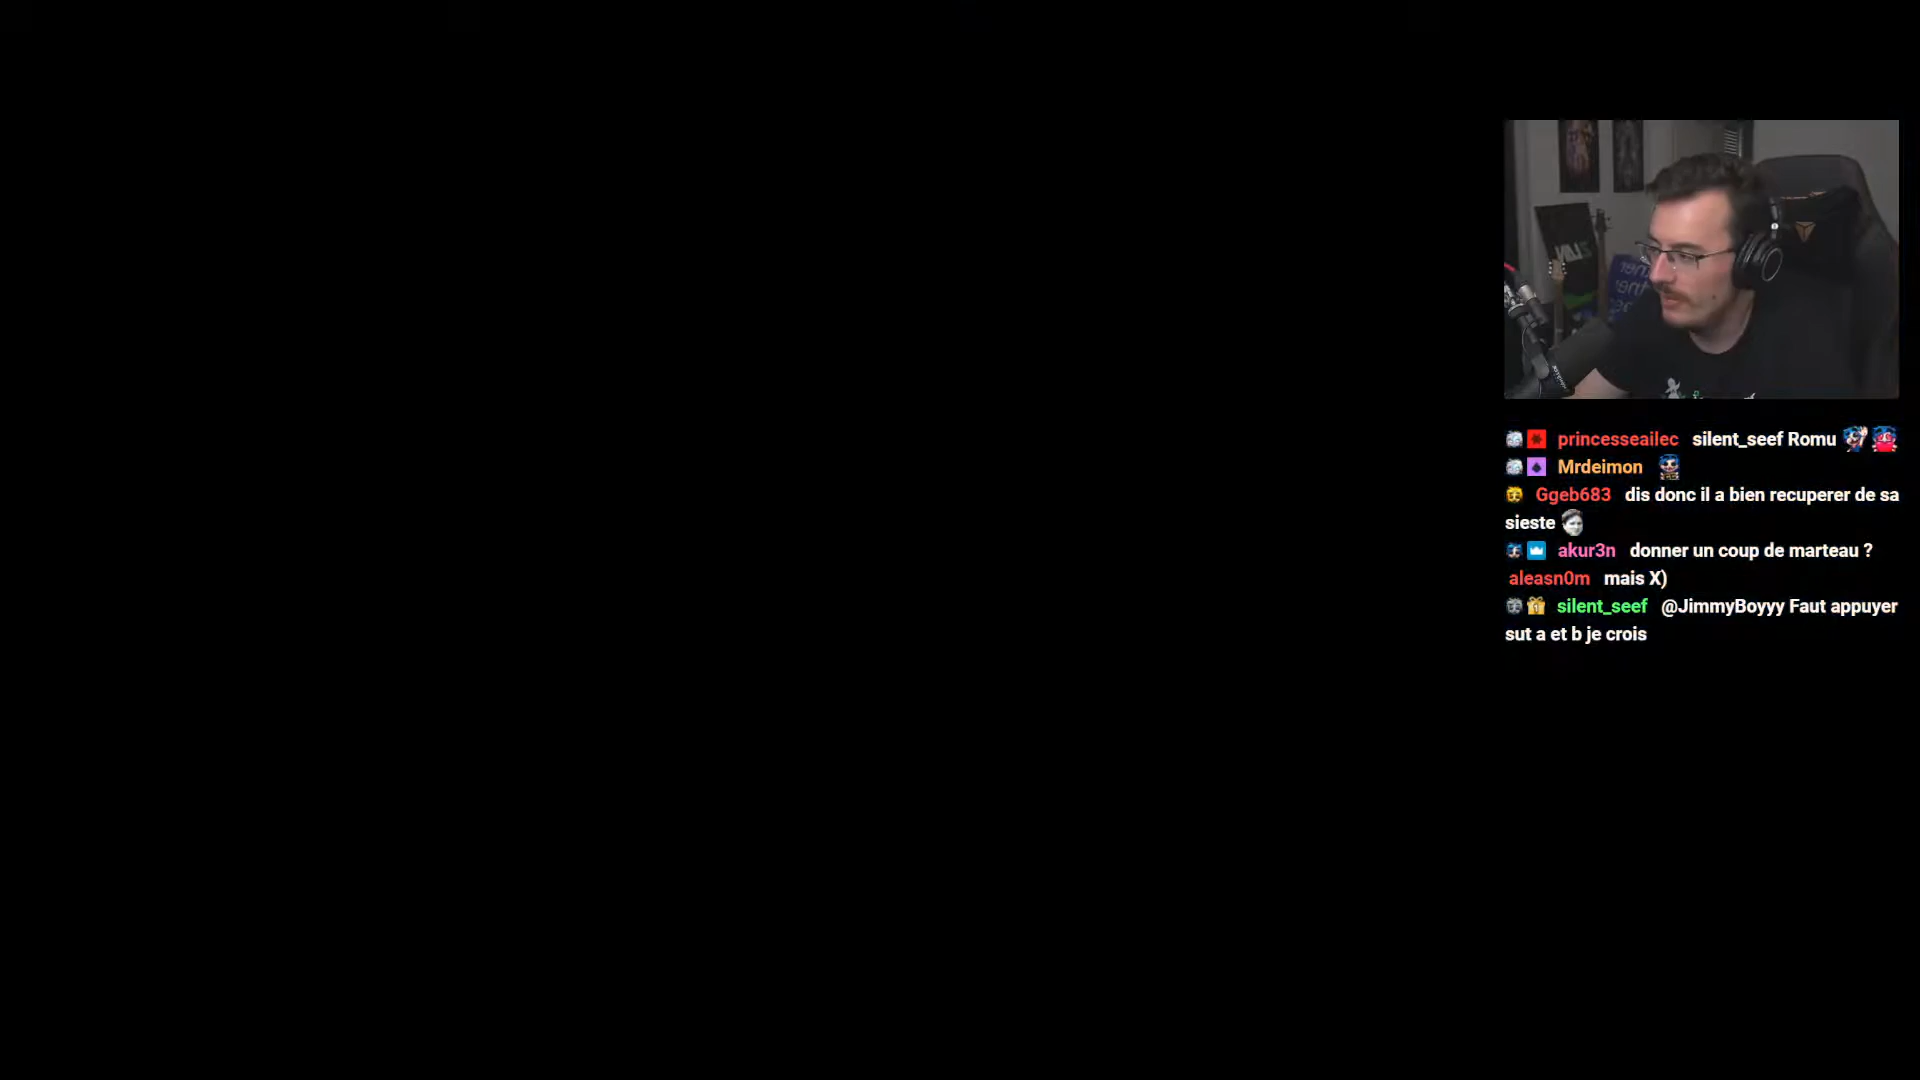 princesseailec silent_seef Romu
Mrdeimon
Ggeb683 dis donc il a bien recuperer de sa
sieste
akur3n donner un coup de marteau ?
aleasn0m mais X)
silent_seef @JimmyBoyyy Faut appuyer
sut a et b je crois